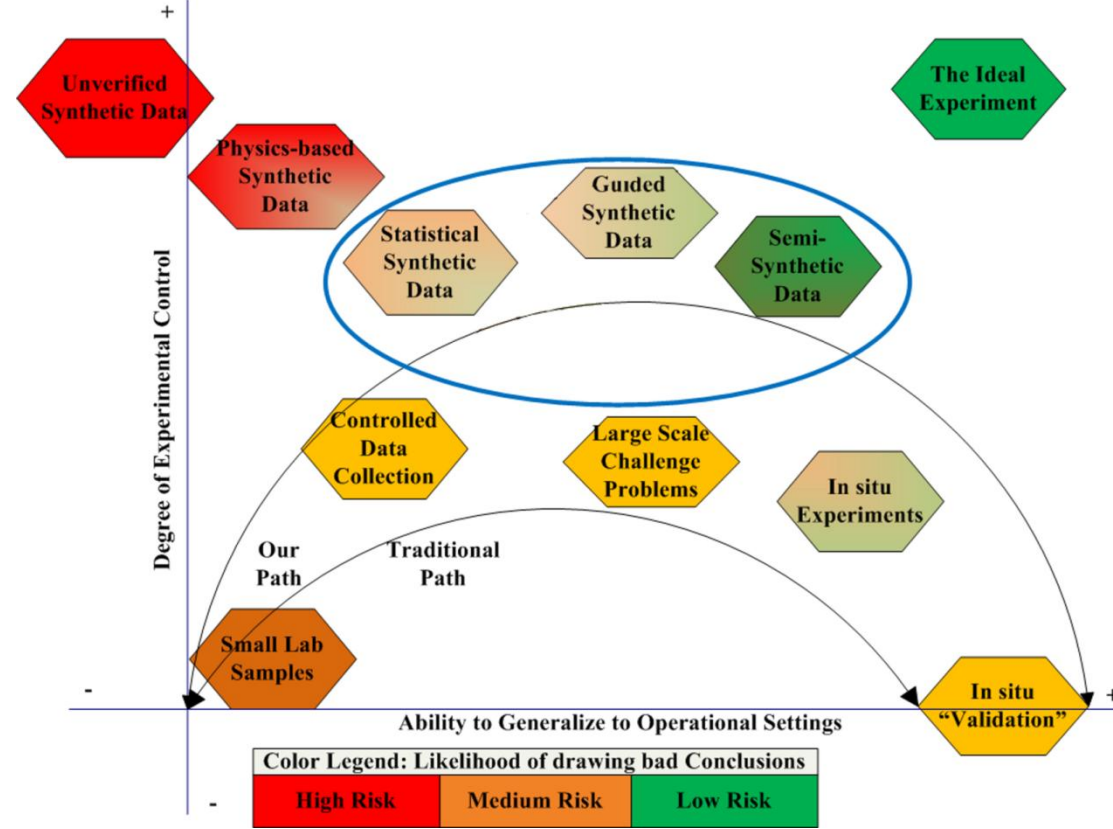 +
Unverified
Synthetic Data
The Ideal
Experiment
Physics-based
Synthetic
Data
Guided
Synthetic
Data
Statistical
Synthetic
Data
Semi-
Synthetic
Data
Degree of Experimental Control
Controlled
Data
Collection
Large Scale
Challenge
Problems
In situ
Experiments
Our
Path
Traditional
Path
Small Lab
Samples
In situ
“Validation”
-
+
Ability to Generalize to Operational Settings
-
Color Legend: Likelihood of drawing bad Conclusions
High Risk
Medium Risk
Low Risk